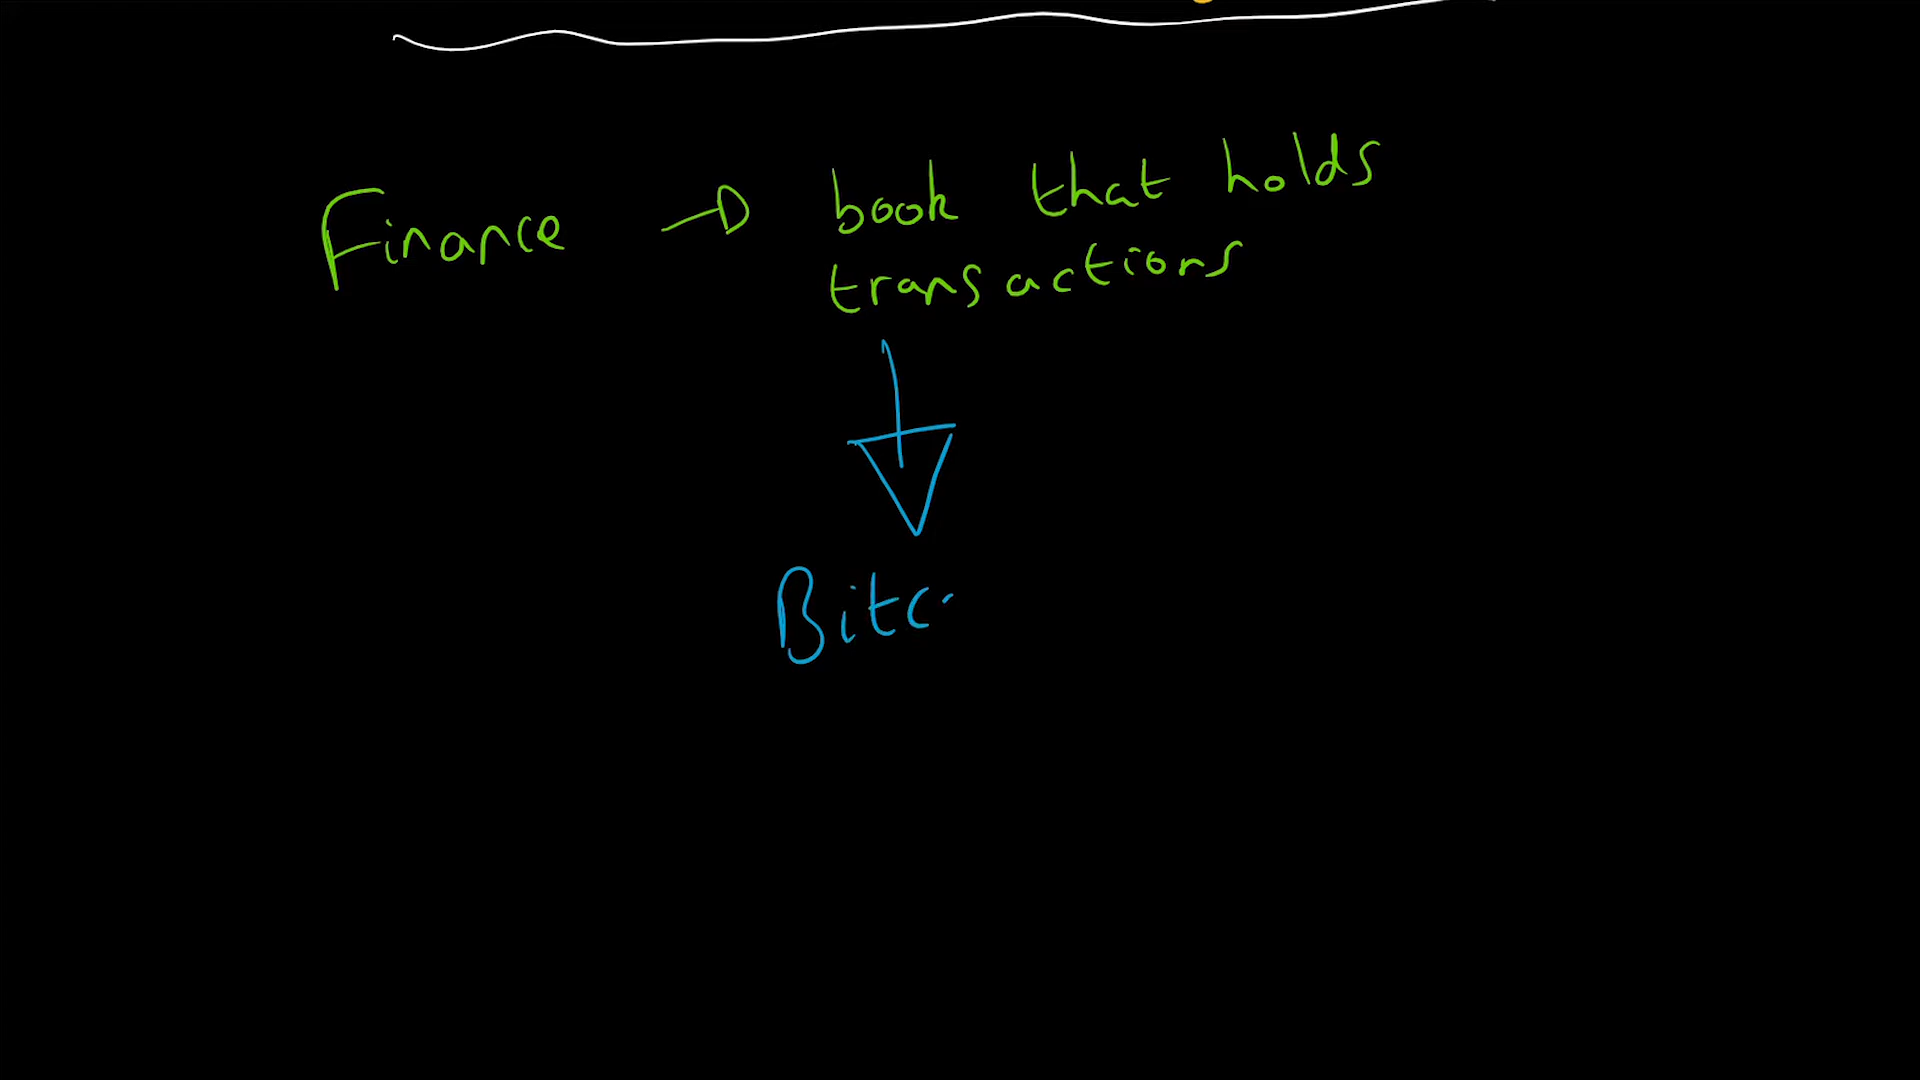 Finance → book that holds
transactions
Bitc